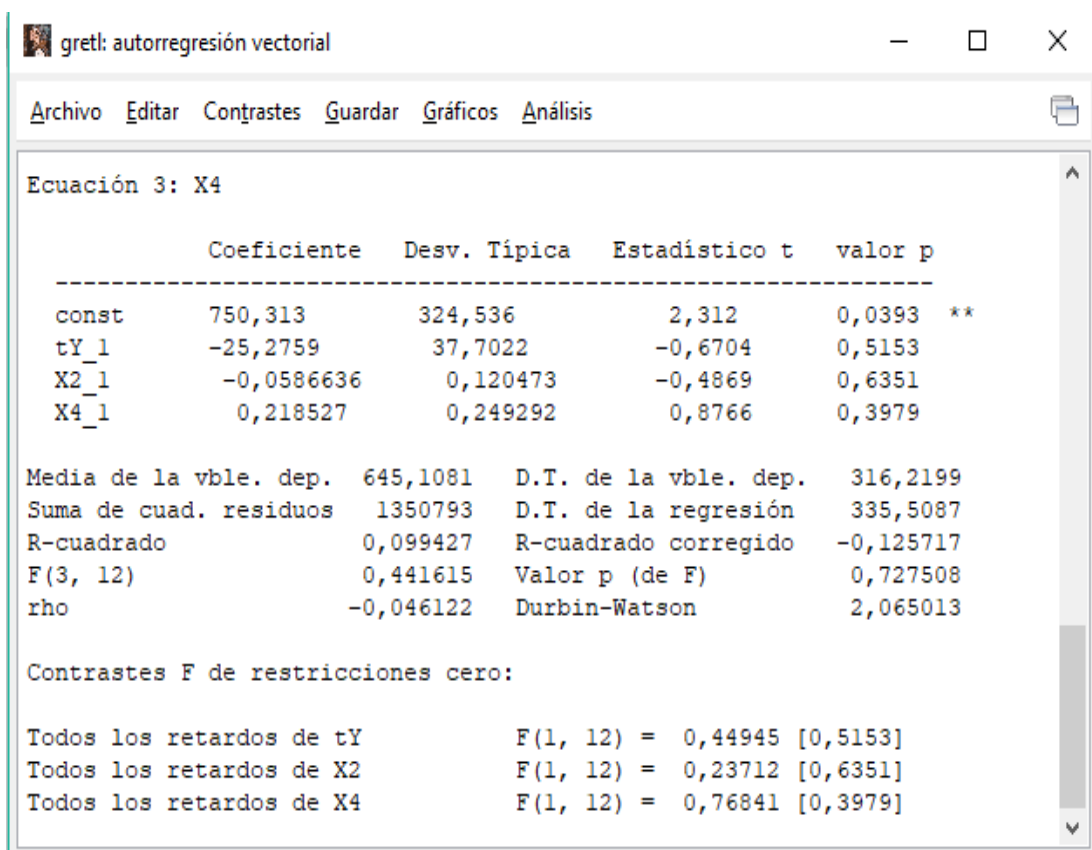 gretl: autorregresión vectorial
Archivo Editar Contrastes Guardar Gráficos Análisis
Ecuación 3: X4
Coeficiente Desv. Típica Estadístico t valor p
---------------------------------------------------------------
const 750,313 324,536 2,312 0,0393 **
tY_1 -25,2759 37,7022 -0,6704 0,5153
X2_1 -0,0586636 0,120473 -0,4869 0,6351
X4_1 0,218527 0,249292 0,8766 0,3979
Media de la vble. dep. 645,1081 D.T. de la vble. dep. 316,2199
Suma de cuad. residuos 1350793 D.T. de la regresión 335,5087
R-cuadrado 0,099427 R-cuadrado corregido -0,125717
F(3, 12) 0,441615 Valor p (de F) 0,727508
rho -0,046122 Durbin-Watson 2,065013
Contrastes F de restricciones cero:
Todos los retardos de tY F(1, 12) = 0,44945 [0,5153]
Todos los retardos de X2 F(1, 12) = 0,23712 [0,6351]
Todos los retardos de X4 F(1, 12) = 0,76841 [0,3979]